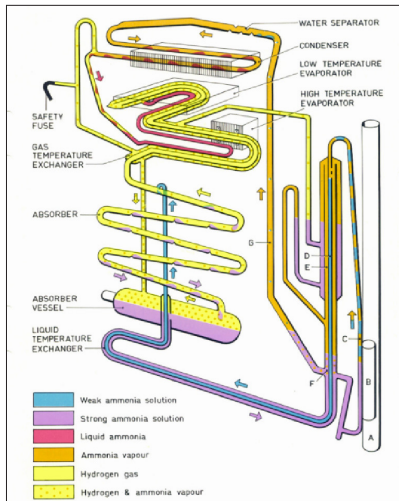 WATER SEPARATOR
CONDENSER
LOW TEMPERATURE
EVAPORATOR
HIGH TEMPERATURE
EVAPORATOR
SAFETY
FUSE
GAS
TEMPERATURE
EXCHANGER
ABSORBER
G
D
E
ABSORBER
VESSEL
C
LIQUID
TEMPERATURE
EXCHANGER
F
B
A
Weak ammonia solution
Strong ammonia solution
Liquid ammonia
Ammonia vapour
Hydrogen gas
Hydrogen & ammonia vapour